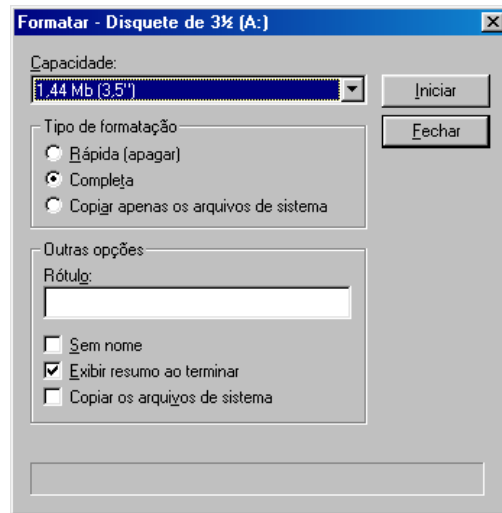 Formatar - Disquete de 3½ (A:)
Capacidade:
1,44 Mb (3,5")
Iniciar
Fechar
Tipo de formatação
Rápida (apagar)
Completa
Copiar apenas os arquivos de sistema
Outras opções
Rótulo:
Sem nome
Exibir resumo ao terminar
Copiar os arquivos de sistema